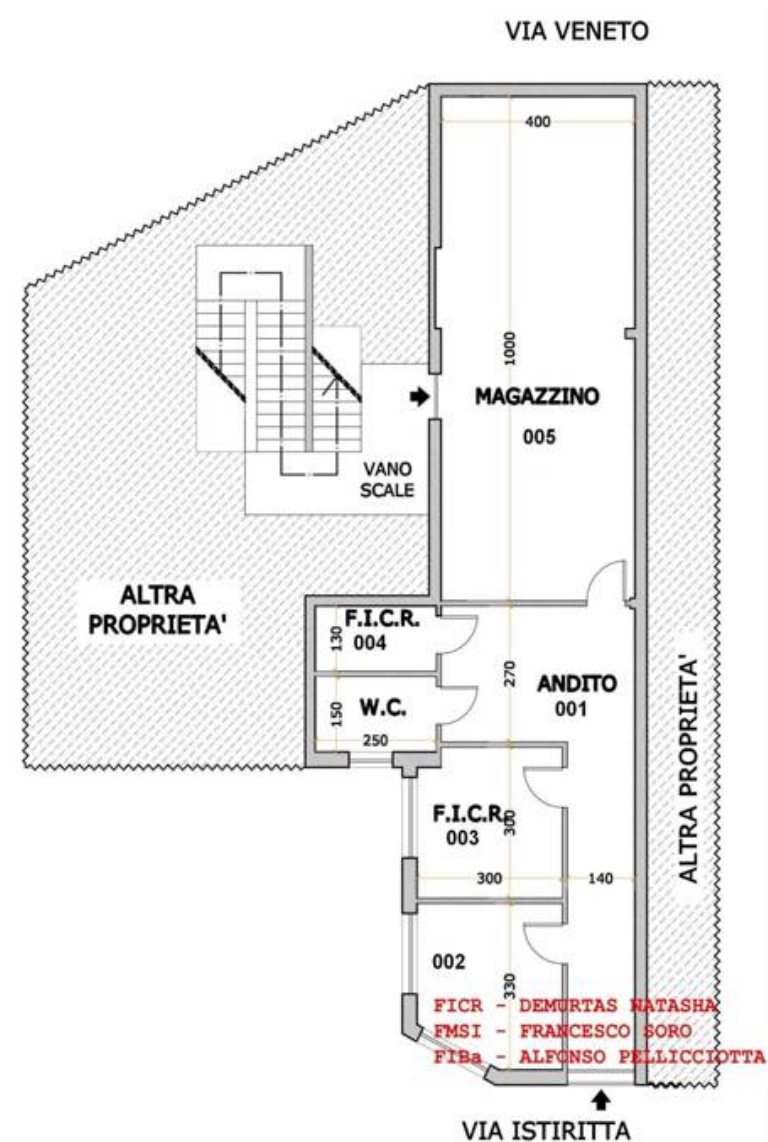 VIA VENETO
400
1000
MAGAZZINO
005
VANO
SCALE
ALTRA
PROPRIETA'
F.I.C.R.
004
130
270
ANDITO
001
W.C.
150
250
ALTRA PROPRIETA'
F.I.C.R.
003
300
300
140
002
330
FICR - DEMURTAS NATASHA
FMSI - FRANCESCO SORO
FIBa - ALFONSO PELLICCIOTTA
VIA ISTIRITTA